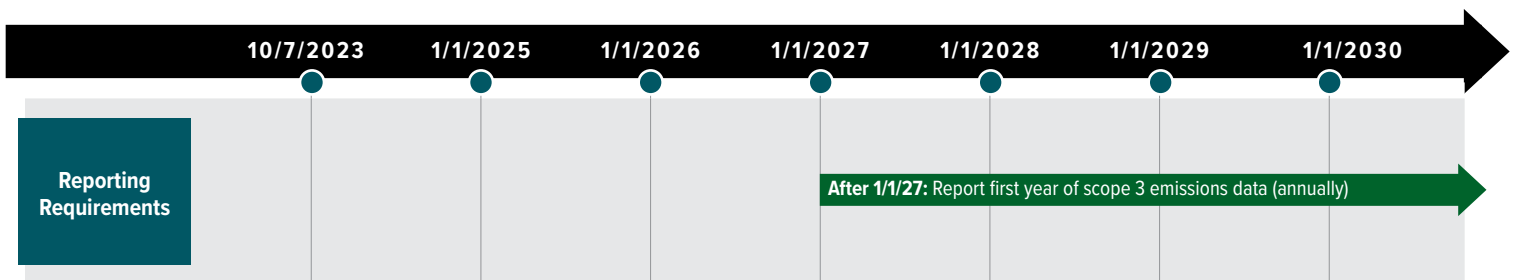 10/7/2023 1/1/2025 1/1/2026 1/1/2027 1/1/2028 1/1/2029 1/1/2030
Reporting
Requirements
After 1/1/27: Report first year of scope 3 emissions data (annually)